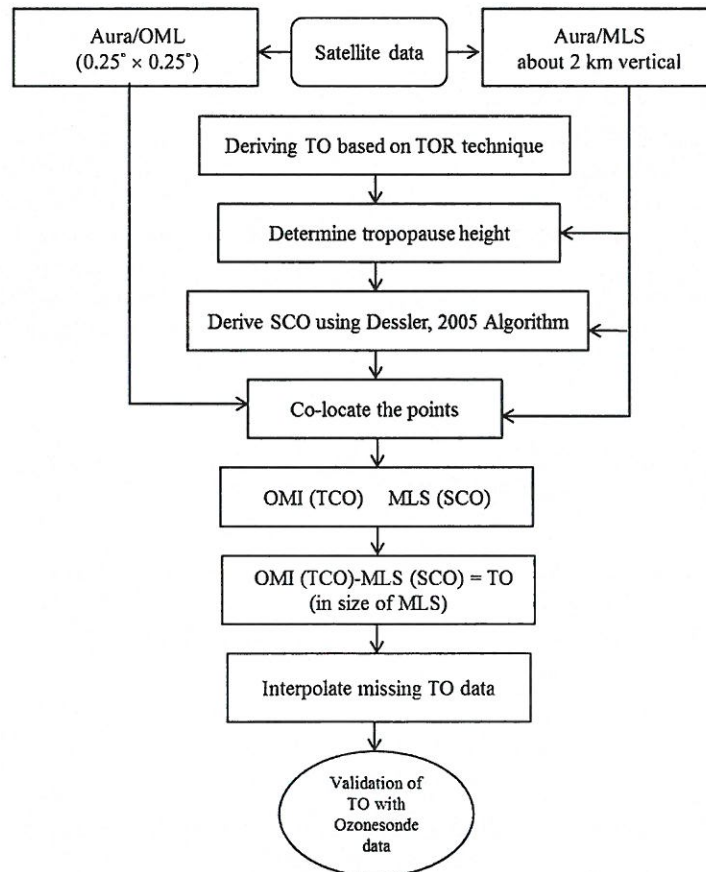 Aura/OML
(0.25° × 0.25°)
Satellite data
Aura/MLS
about 2 km vertical
Deriving TO based on TOR technique
Determine tropopause height
Derive SCO using Dessler, 2005 Algorithm
Co-locate the points
OMI (TCO) MLS (SCO)
OMI (TCO)-MLS (SCO) = TO
(in size of MLS)
Interpolate missing TO data
Validation of
TO with
Ozonesonde
data